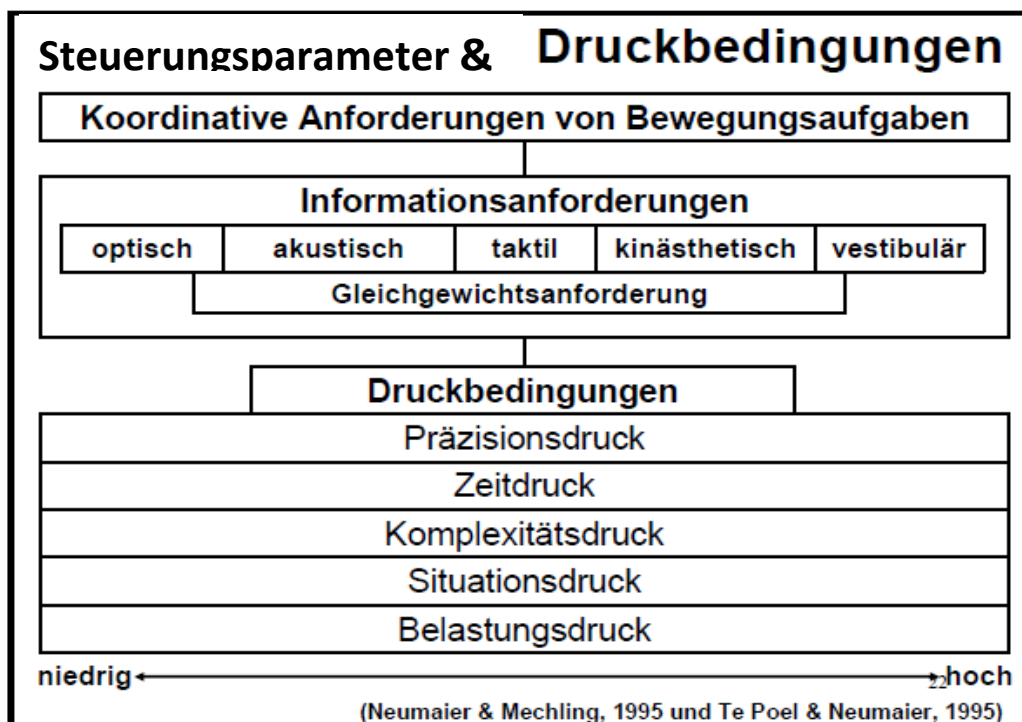 Steuerungsparameter & Druckbedingungen
Koordinative Anforderungen von Bewegungsaufgaben
Informationsanforderungen
optisch akustisch taktil kinästhetisch vestibulär
Gleichgewichtsanforderung
Druckbedingungen
Präzisionsdruck
Zeitdruck
Komplexitätsdruck
Situationsdruck
Belastungsdruck
niedrig 22 hoch
(Neumaier & Mechling, 1995 und Te Poel & Neumaier, 1995)